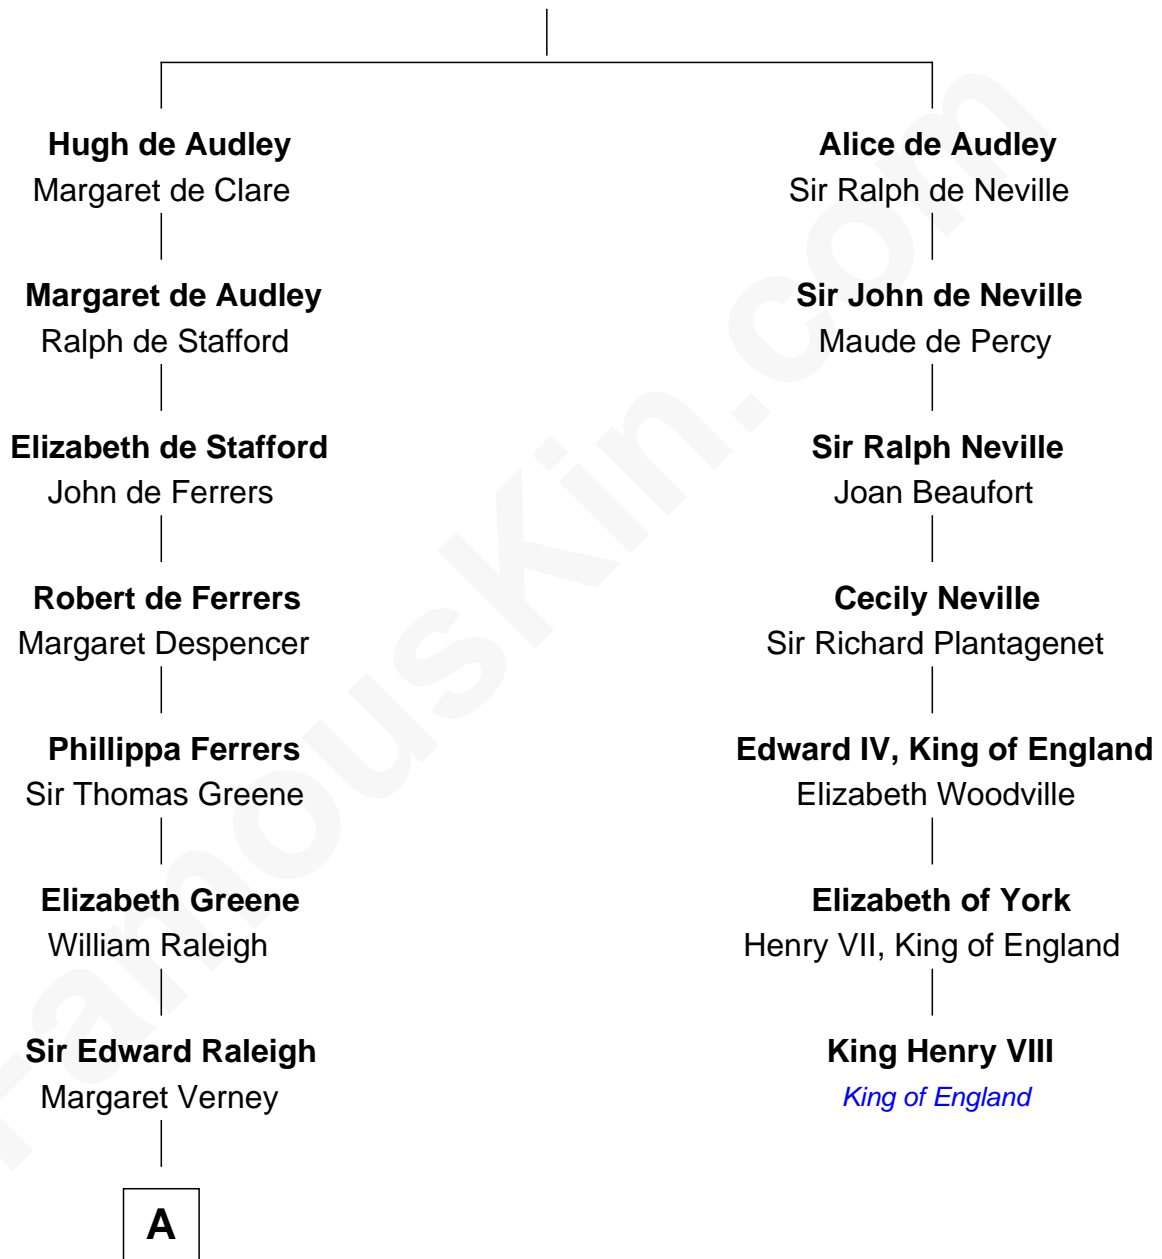 Hugh de Audley
Margaret de Clare
Margaret de Audley
Ralph de Stafford
Elizabeth de Stafford
John de Ferrers
Robert de Ferrers
Margaret Despencer
Phillippa Ferrers
Sir Thomas Greene
Elizabeth Greene
William Raleigh
Sir Edward Raleigh
Margaret Verney
A
Alice de Audley
Sir Ralph de Neville
Sir John de Neville
Maude de Percy
Sir Ralph Neville
Joan Beaufort
Cecily Neville
Sir Richard Plantagenet
Edward IV, King of England
Elizabeth Woodville
Elizabeth of York
Henry VII, King of England
King Henry VIII
King of England
FamousKin.com